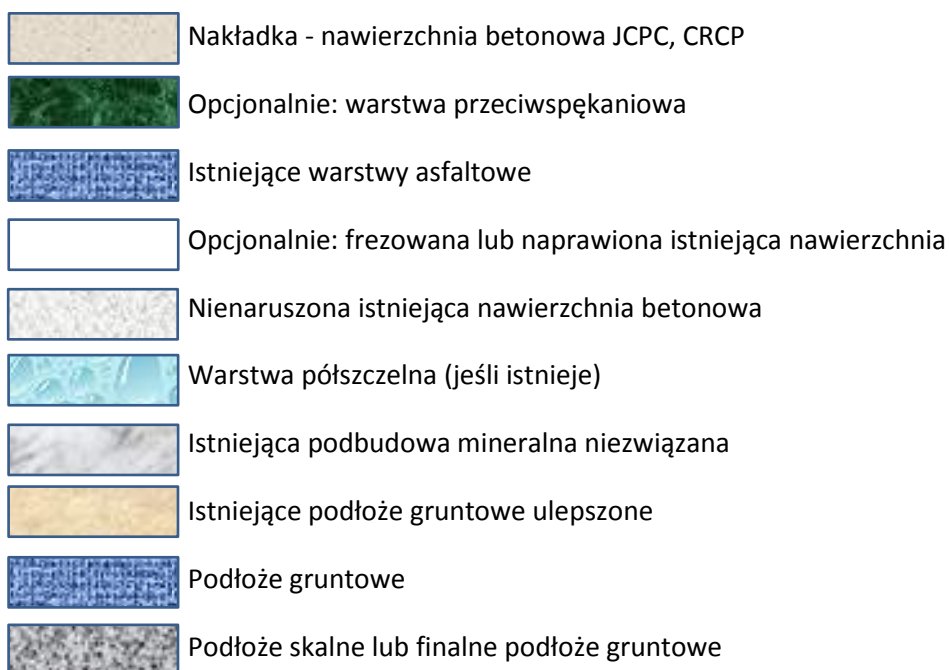 Nakładka - nawierzchnia betonowa JCPC, CRCP
Opcjonalnie: warstwa przeciwspękaniowa
Istniejące warstwy asfaltowe
Opcjonalnie: frezowana lub naprawiona istniejąca nawierzchnia
Nienaruszona istniejąca nawierzchnia betonowa
Warstwa półszczelna (jeśli istnieje)
Istniejąca podbudowa mineralna niezwiązana
Istniejące podłoże gruntowe ulepszone
Podłoże gruntowe
Podłoże skalne lub finalne podłoże gruntowe